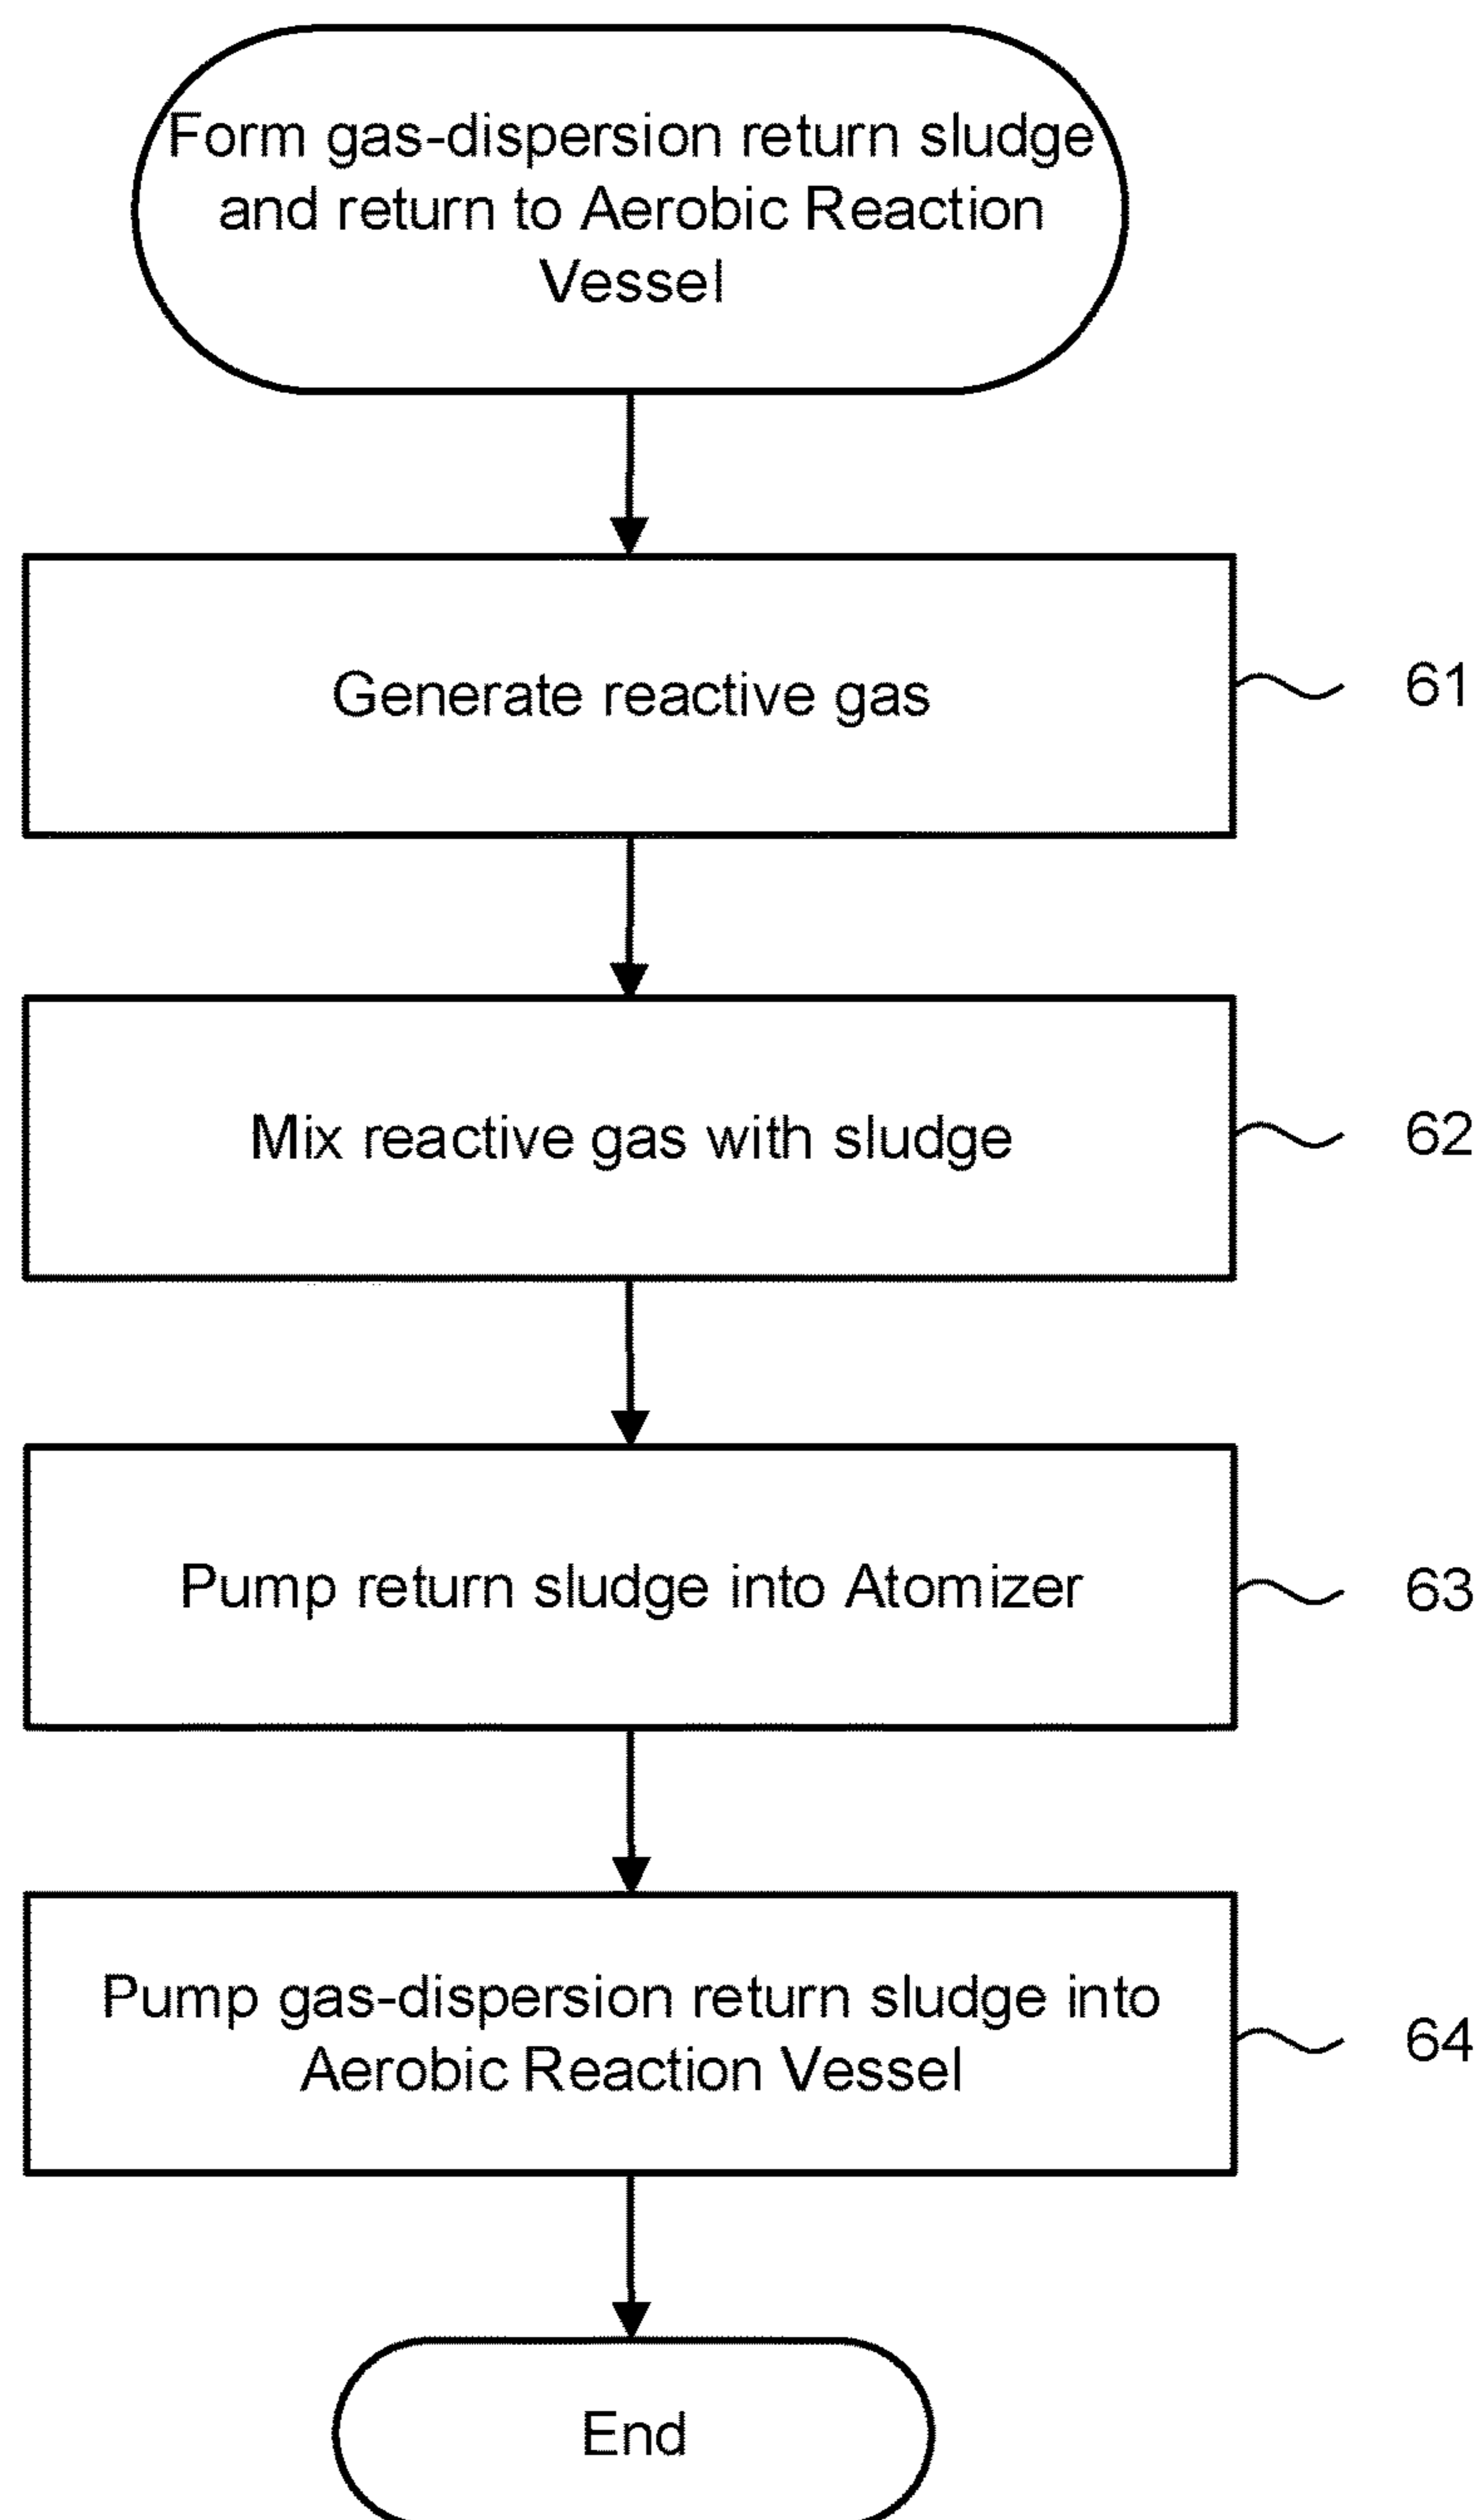 Form gas-dispersion return sludge
and return to Aerobic Reaction
Vessel
Generate reactive gas
61
Mix reactive gas with sludge
62
Pump return sludge into Atomizer
63
Pump gas-dispersion return sludge into
Aerobic Reaction Vessel
64
End